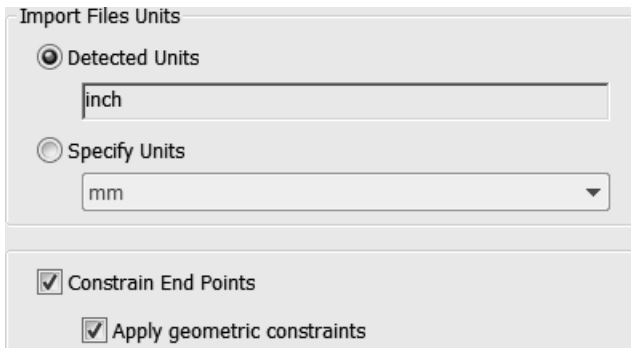 Import Files Units
Detected Units
inch
Specify Units
mm
Constrain End Points
Apply geometric constraints